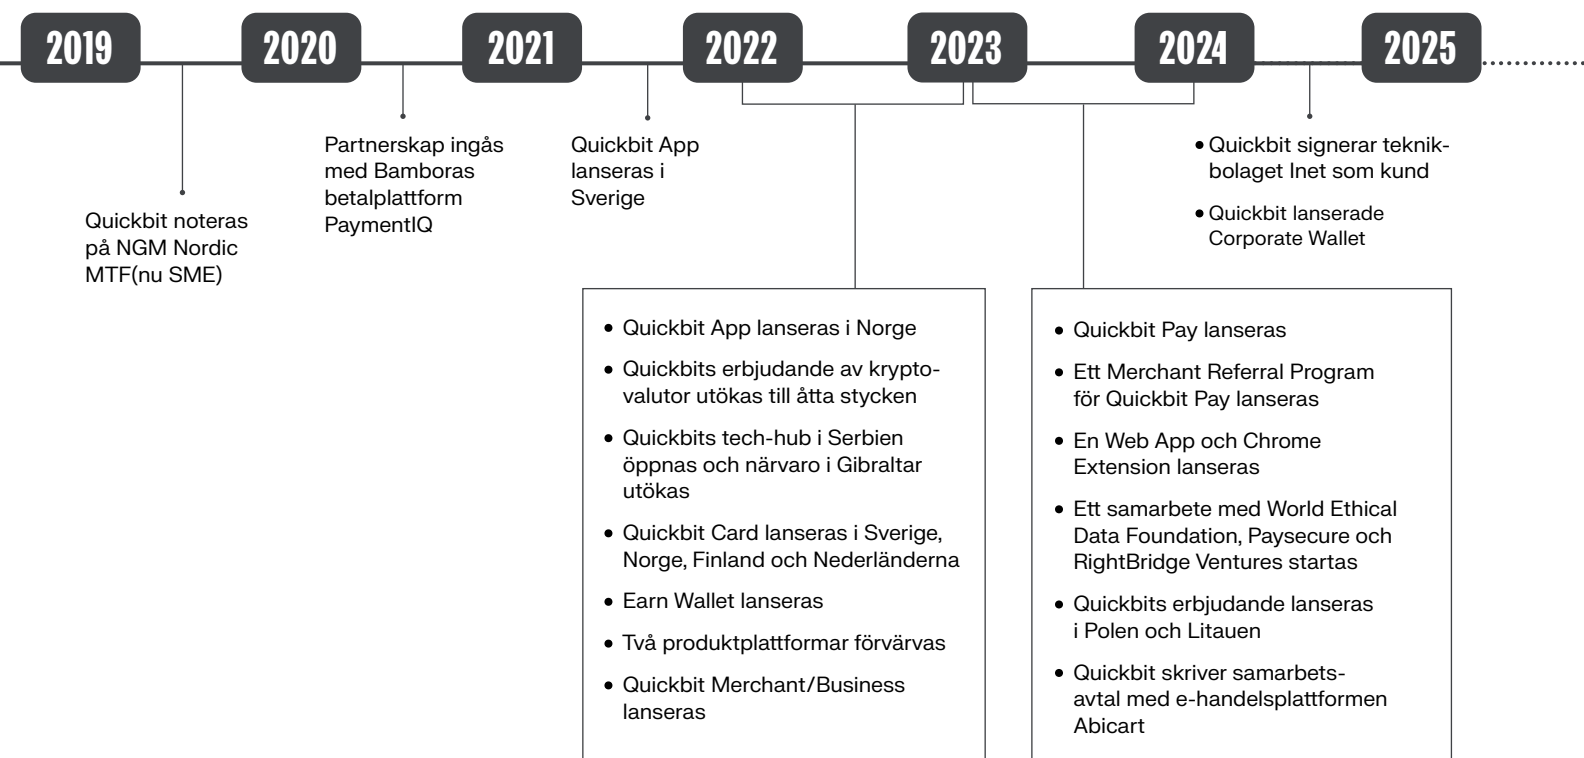 2019
2020
2021
2022
2023
2024
2025
Quickbit noteras
på NGM Nordic
MTF(nu SME)
Partnerskap ingås
med Bamboras
betalplattform
PaymentIQ
Quickbit App
lanseras i
Sverige
• Quickbit signerar teknik-
bolaget Inet som kund
• Quickbit lanserade
Corporate Wallet
• Quickbit App lanseras i Norge
• Quickbits erbjudande av krypto-
valutor utökas till åtta stycken
• Quickbits tech-hub i Serbien
öppnas och närvaro i Gibraltar
utökas
• Quickbit Card lanseras i Sverige,
Norge, Finland och Nederländerna
• Earn Wallet lanseras
• Två produktplattformar förvärvas
• Quickbit Merchant/Business
lanseras
• Quickbit Pay lanseras
• Ett Merchant Referral Program
för Quickbit Pay lanseras
• En Web App och Chrome
Extension lanseras
• Ett samarbete med World Ethical
Data Foundation, Paysecure och
RightBridge Ventures startas
• Quickbits erbjudande lanseras
i Polen och Litauen
• Quickbit skriver samarbets-
avtal med e-handelsplattformen
Abicart